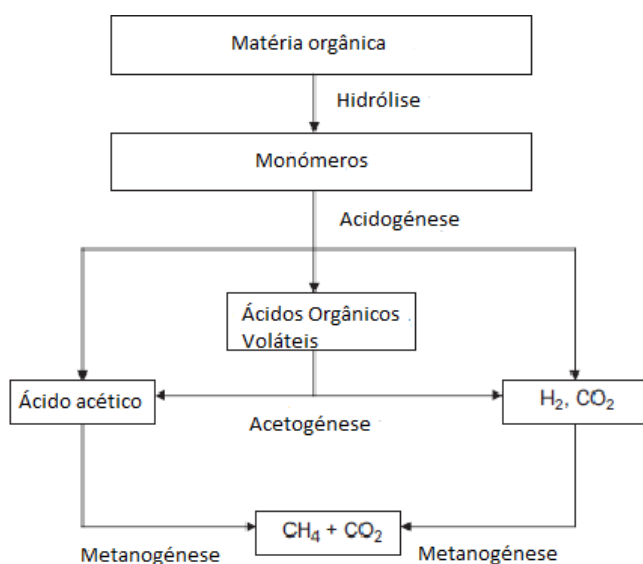 Matéria orgânica
Hidrólise
Monómeros
Acidogénese
Ácidos Orgânicos
Voláteis
Ácido acético
H₂, CO₂
Acetogénese
CH₄ + CO₂
Metanogénese
Metanogénese